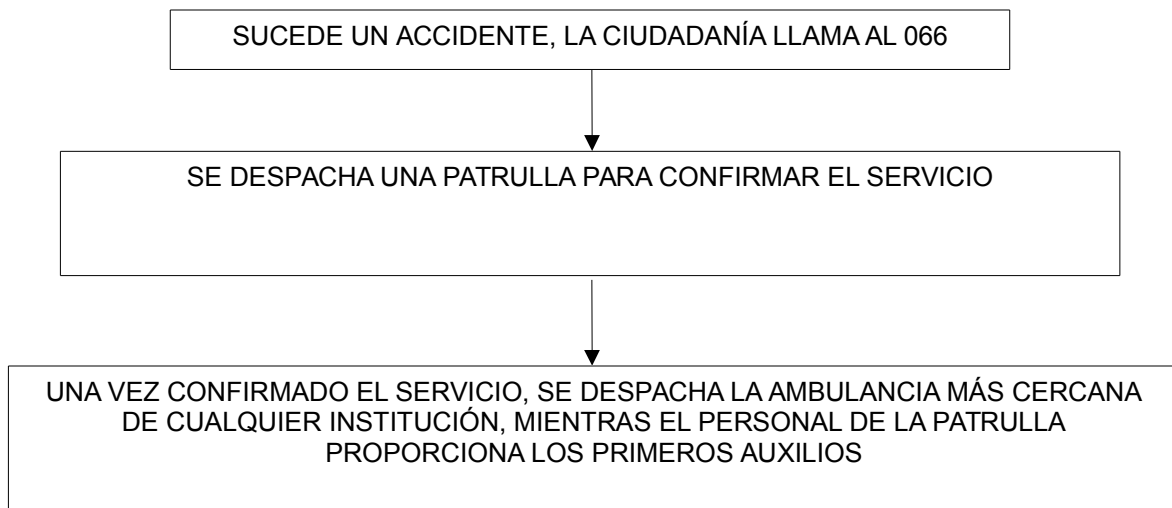 SUCEDE UN ACCIDENTE, LA CIUDADANÍA LLAMA AL 066
SE DESPACHA UNA PATRULLA PARA CONFIRMAR EL SERVICIO
UNA VEZ CONFIRMADO EL SERVICIO, SE DESPACHA LA AMBULANCIA MÁS CERCANA
DE CUALQUIER INSTITUCIÓN, MIENTRAS EL PERSONAL DE LA PATRULLA
PROPORCIONA LOS PRIMEROS AUXILIOS